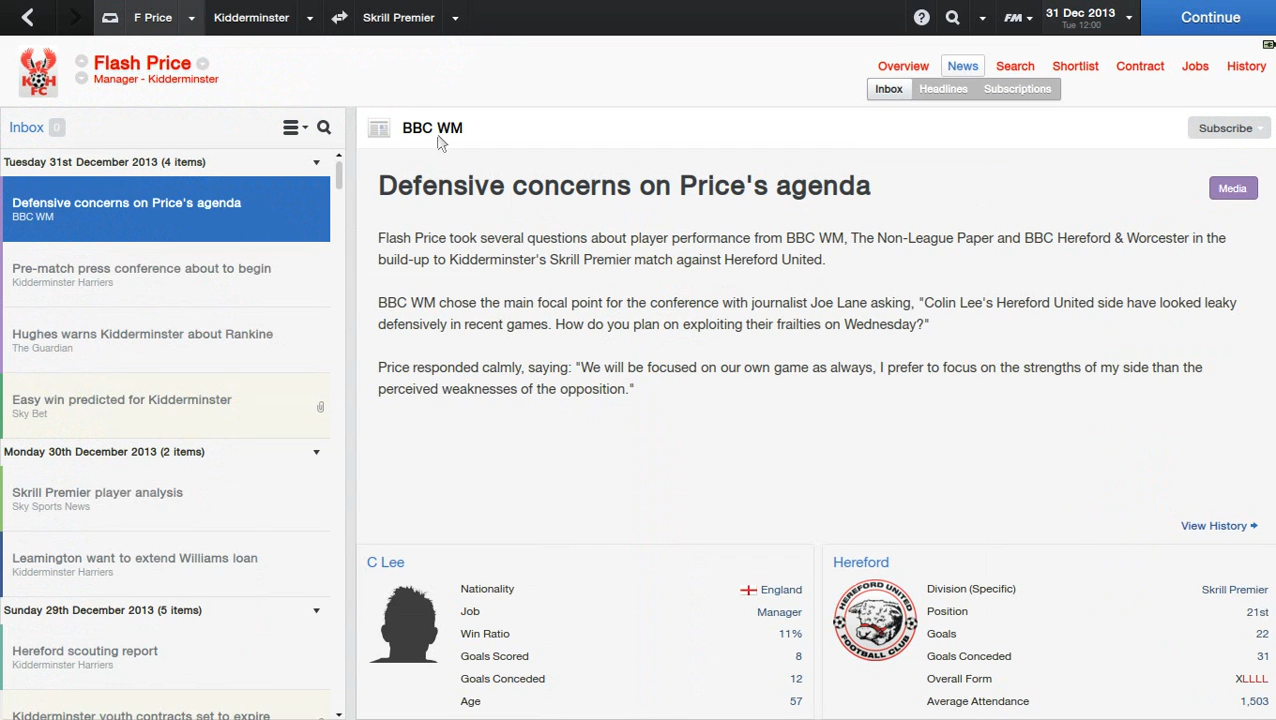 F Price
Kidderminster
Skrill Premier
FM
31 Dec 2013
Tue 12:00
Continue
KH
FC
Flash Price
Manager - Kidderminster
Overview
News
Search
Shortlist
Contract
Jobs
History
Inbox
Headlines
Subscriptions
Inbox 0
Tuesday 31st December 2013 (4 items)
Defensive concerns on Price's agenda
BBC WM
Pre-match press conference about to begin
Kidderminster Harriers
Hughes warns Kidderminster about Rankine
The Guardian
Easy win predicted for Kidderminster
Sky Bet
Monday 30th December 2013 (2 items)
Skrill Premier player analysis
Sky Sports News
Leamington want to extend Williams loan
Kidderminster Harriers
Sunday 29th December 2013 (5 items)
Hereford scouting report
Kidderminster Harriers
Kidderminster youth contracts set to expire
BBC WM
Subscribe
Defensive concerns on Price's agenda
Media
Flash Price took several questions about player performance from BBC WM, The Non-League Paper and BBC Hereford & Worcester in the
build-up to Kidderminster's Skrill Premier match against Hereford United.
BBC WM chose the main focal point for the conference with journalist Joe Lane asking, "Colin Lee's Hereford United side have looked leaky
defensively in recent games. How do you plan on exploiting their frailties on Wednesday?"
Price responded calmly, saying: "We will be focused on our own game as always, I prefer to focus on the strengths of my side than the
perceived weaknesses of the opposition."
View History
C Lee
Nationality England
Job Manager
Win Ratio 11%
Goals Scored 8
Goals Conceded 12
Age 57
Hereford
HEREFORD UNITED
FOOTBALL CLUB
Division (Specific) Skrill Premier
Position 21st
Goals 22
Goals Conceded 31
Overall Form XLLLL
Average Attendance 1,503